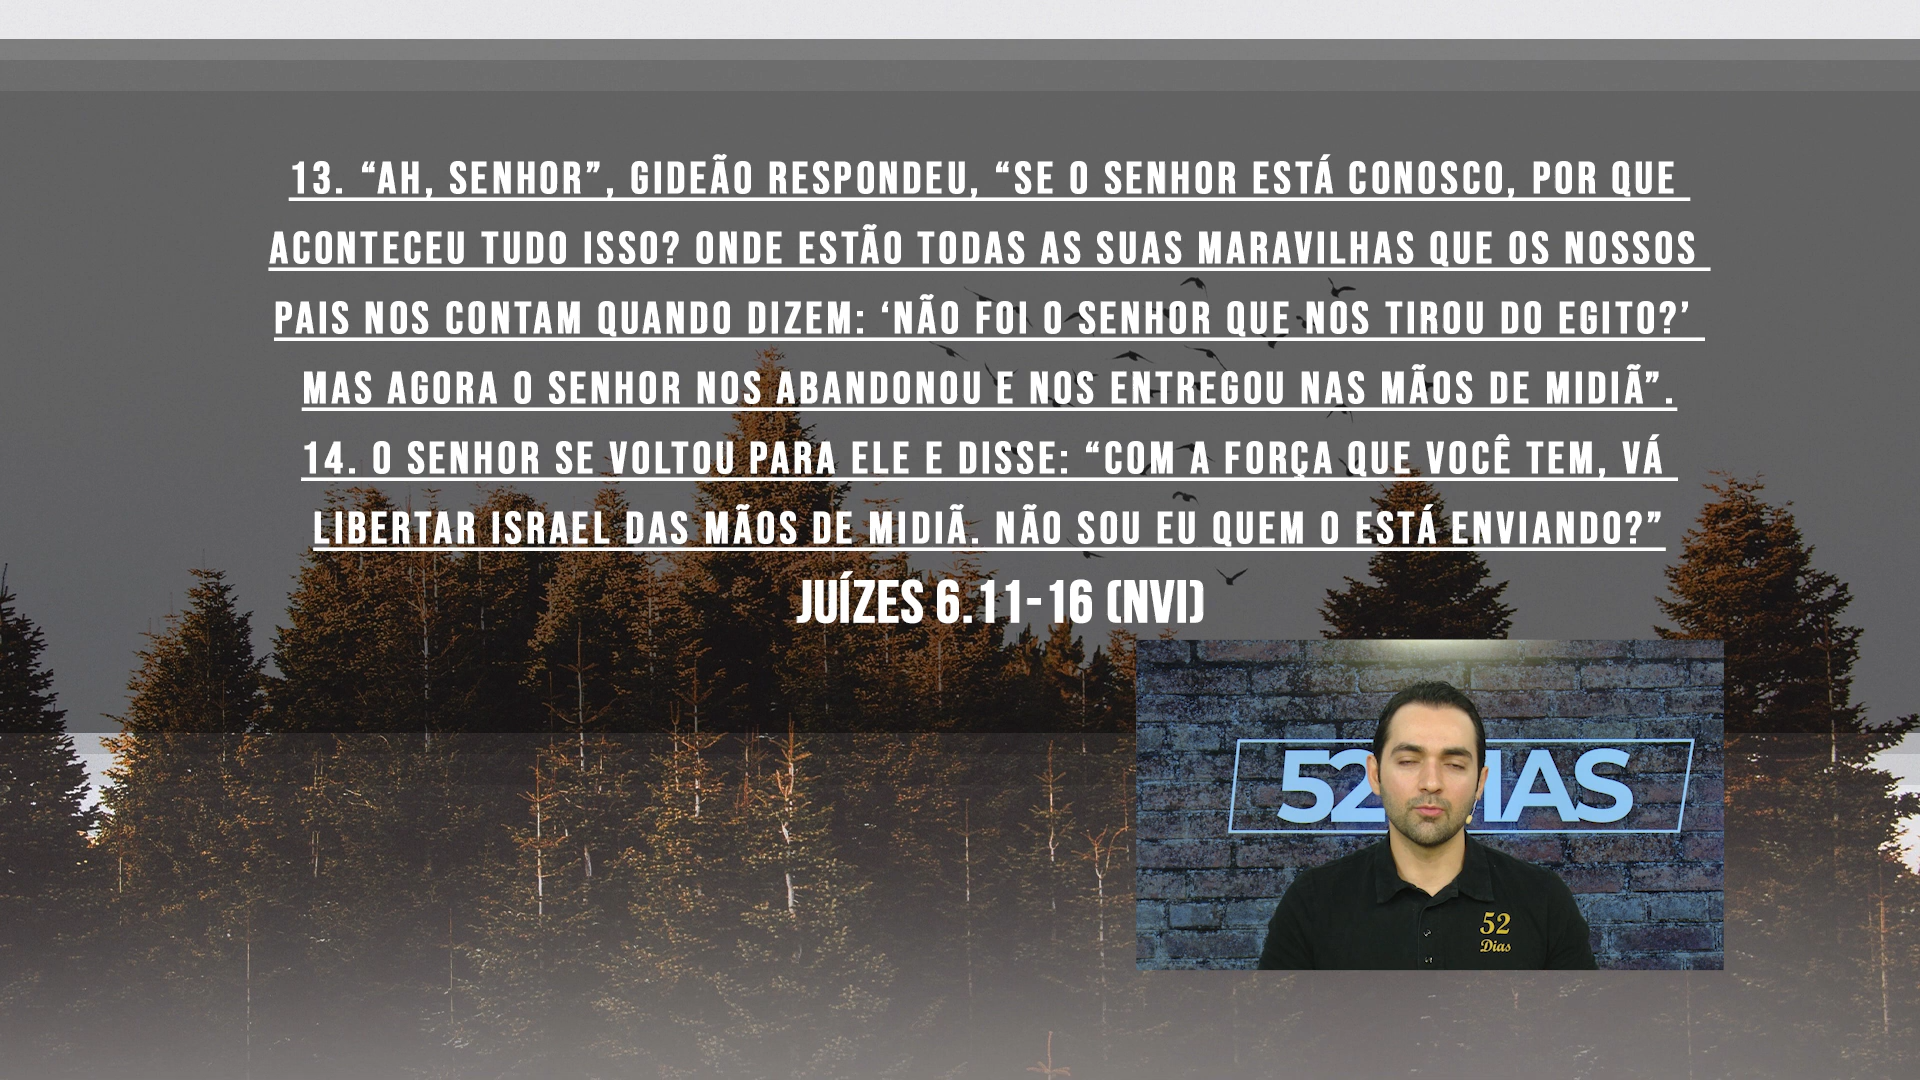 13. “AH, SENHOR”, GIDEÃO RESPONDEU, “SE O SENHOR ESTÁ CONOSCO, POR QUE
ACONTECEU TUDO ISSO? ONDE ESTÃO TODAS AS SUAS MARAVILHAS QUE OS NOSSOS
PAIS NOS CONTAM QUANDO DIZEM: ‘NÃO FOI O SENHOR QUE NOS TIROU DO EGITO?’
MAS AGORA O SENHOR NOS ABANDONOU E NOS ENTREGOU NAS MÃOS DE MIDIÃ”.
14. O SENHOR SE VOLTOU PARA ELE E DISSE: “COM A FORÇA QUE VOCÊ TEM, VÁ
LIBERTAR ISRAEL DAS MÃOS DE MIDIÃ. NÃO SOU EU QUEM O ESTÁ ENVIANDO?”
JUÍZES 6.11-16 (NVI)
52 IAS
52
Dias